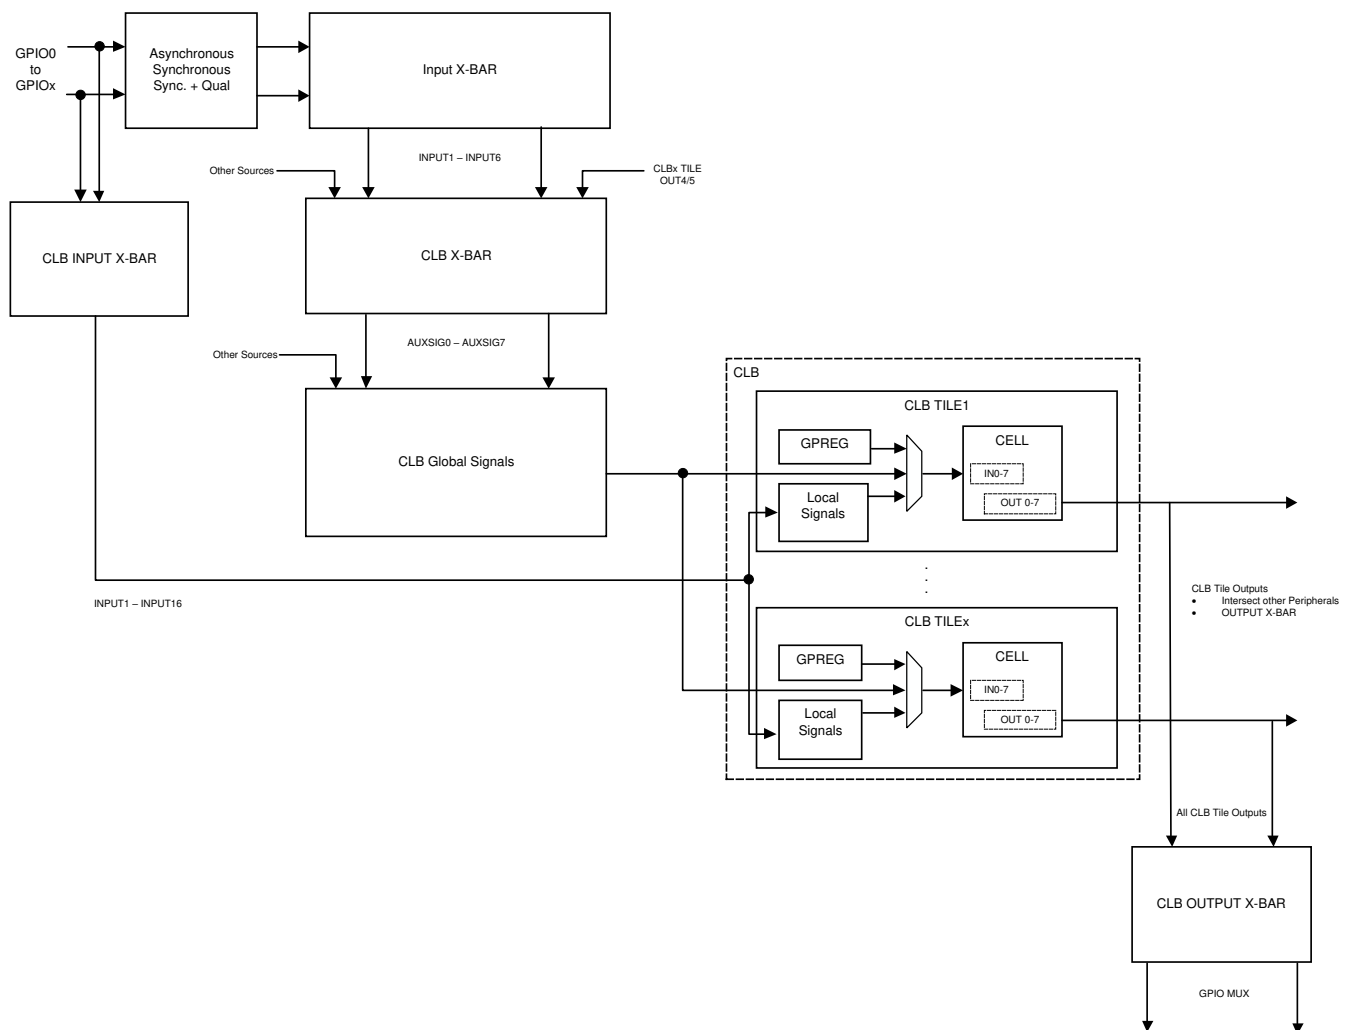 GPIO0
to
GPIOx
Asynchronous
Synchronous
Sync. + Qual
Input X-BAR
INPUT1 – INPUT6
Other Sources
CLBx TILE
OUT4/5
CLB INPUT X-BAR
CLB X-BAR
AUXSIG0 – AUXSIG7
Other Sources
CLB Global Signals
CLB
CLB TILE1
GPREG
CELL
IN0-7
Local
Signals
OUT 0-7
.
.
.
INPUT1 – INPUT16
CLB Tile Outputs
• Intersect other Peripherals
• OUTPUT X-BAR
CLB TILEx
GPREG
CELL
IN0-7
Local
Signals
OUT 0-7
All CLB Tile Outputs
CLB OUTPUT X-BAR
GPIO MUX